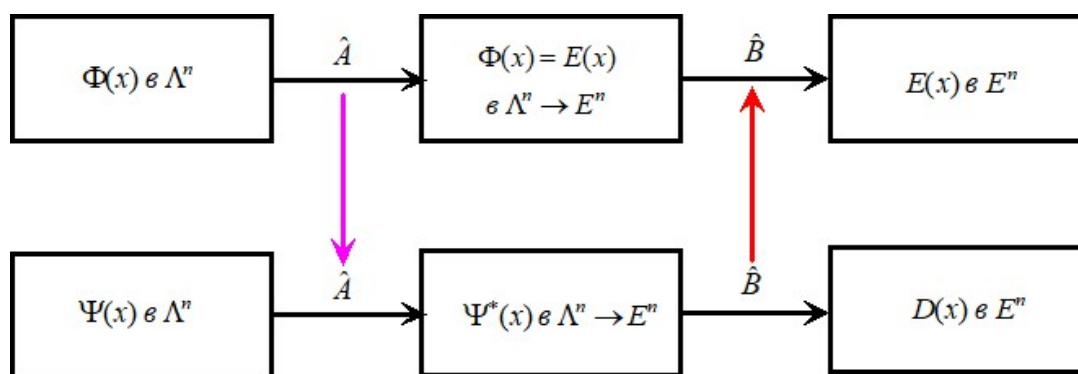 Φ(x) в Λⁿ
Â
Φ(x) = E(x)
в Λⁿ → Eⁿ
B̂
E(x) в Eⁿ
Ψ(x) в Λⁿ
Â
Ψ*(x) в Λⁿ → Eⁿ
B̂
D(x) в Eⁿ